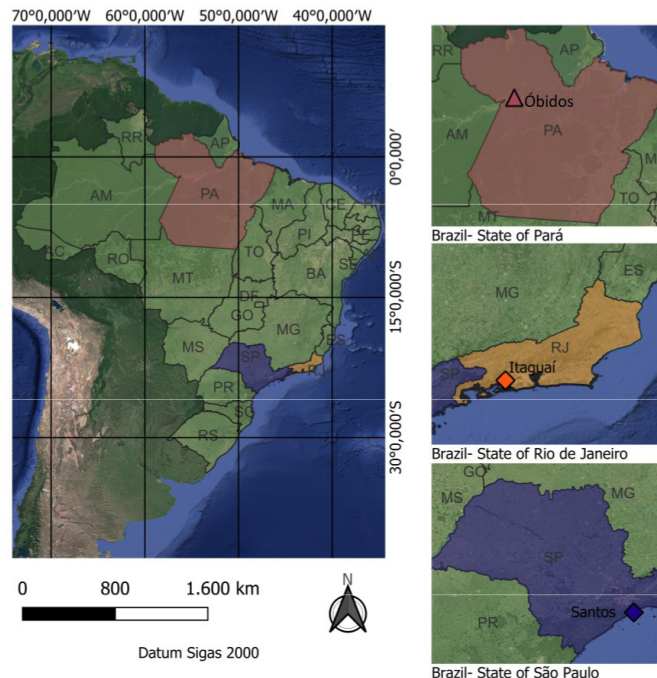 70°0,000′W 60°0,000′W 50°0,000′W 40°0,000′W
0°0,000′
15°0,000′S
30°0,000′S
RR
AP
AM
PA
MA
CE
PI
AC
RO
TO
SE
MT
BA
DF
GO
MG
ES
MS
SP
RJ
PR
SC
RS
0 800 1.600 km
N
Datum Sigas 2000
RR
AP
Óbidos
AM
PA
MT
TO
Brazil- State of Pará
ES
MG
RJ
Itaguaí
SP
Brazil- State of Rio de Janeiro
GO
MS
MG
SP
Santos
PR
Brazil- State of São Paulo